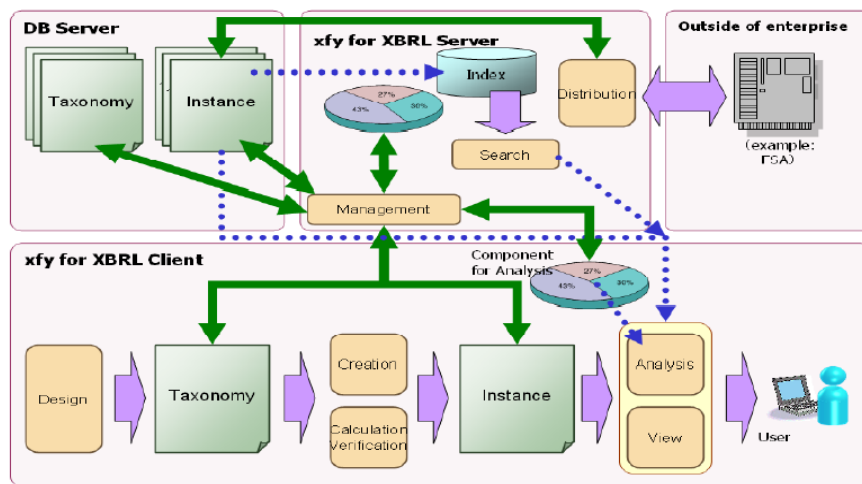 DB Server
xfy for XBRL Server
Outside of enterprise
Taxonomy
Instance
Index
27%
43%
30%
Distribution
Search
(example:
FSA)
Management
xfy for XBRL Client
Component
for Analysis
27%
43%
30%
Design
Taxonomy
Creation
Calculation
Verification
Instance
Analysis
View
User